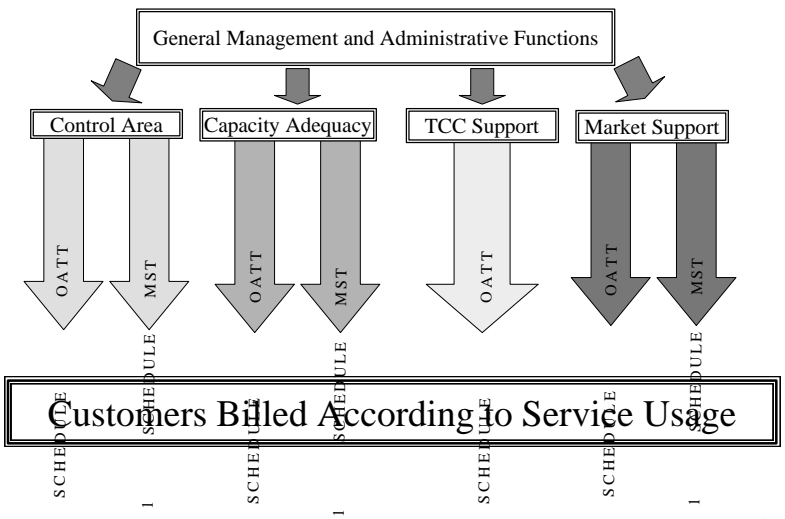 General Management and Administrative Functions
Control Area
Capacity Adequacy
TCC Support
Market Support
SCHEDULE OATT
1 SCHEDULE MST
SCHEDULE OATT
1 SCHEDULE MST
SCHEDULE OATT
SCHEDULE OATT
1 SCHEDULE MST
Customers Billed According to Service Usage